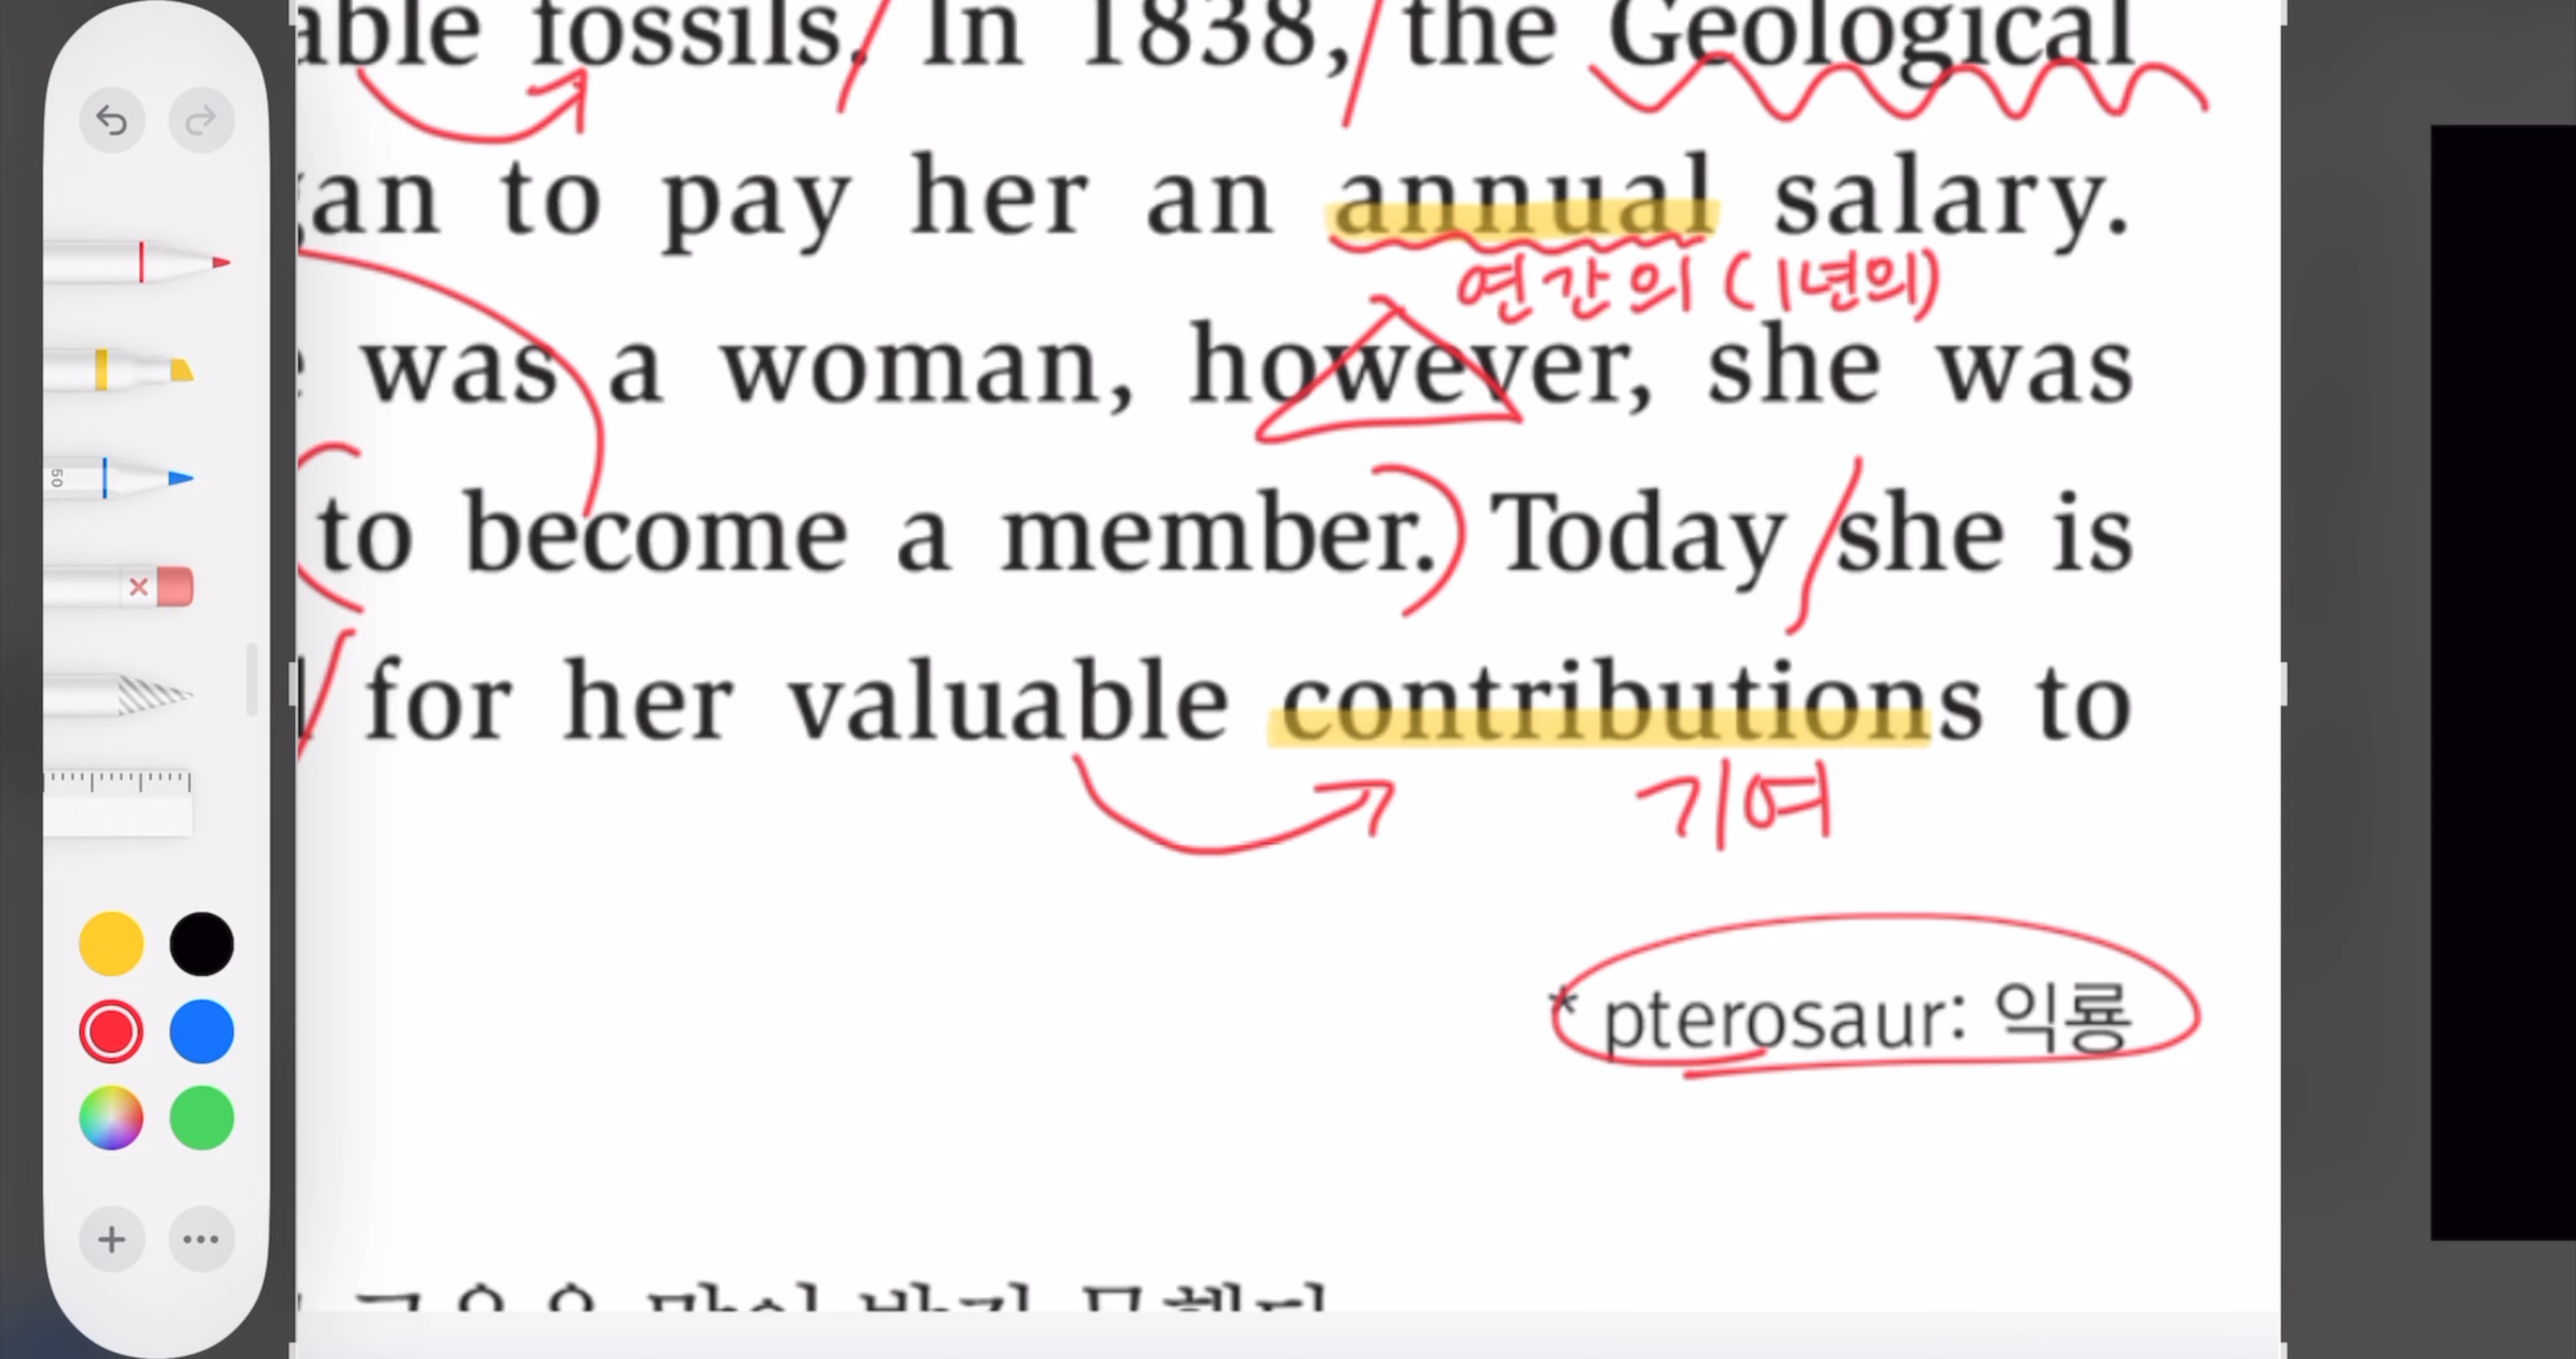 able fossils. In 1838, the Geological
gan to pay her an annual salary.
연간의 (1년의)
was a woman, however, she was
to become a member. Today she is
for her valuable contributions to
기여
* pterosaur: 익룡
50